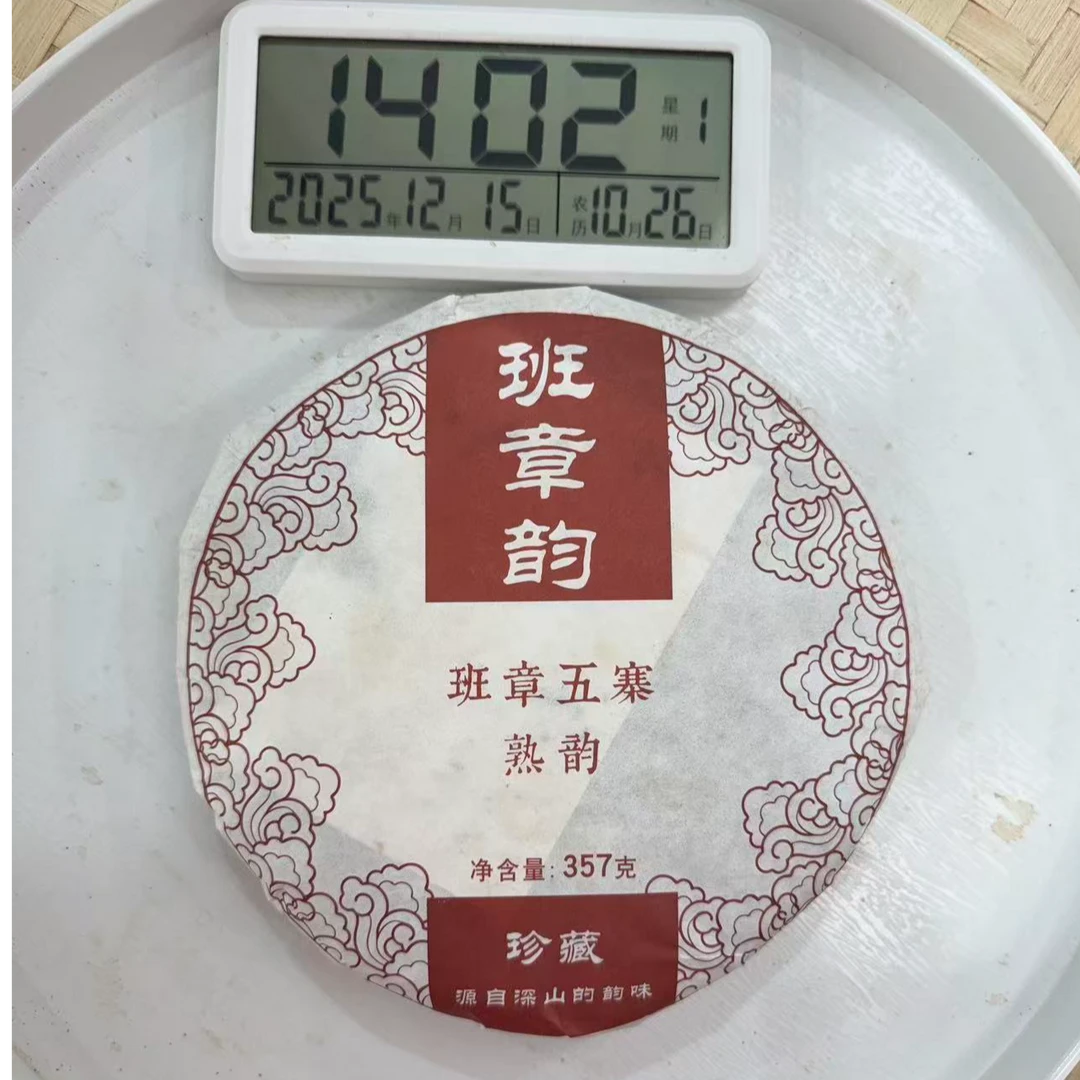 1402 星期1
2025年12月15日 农历10月26日
班章韵
班章五寨
熟韵
净含量:357克
珍藏
源自深山的韵味